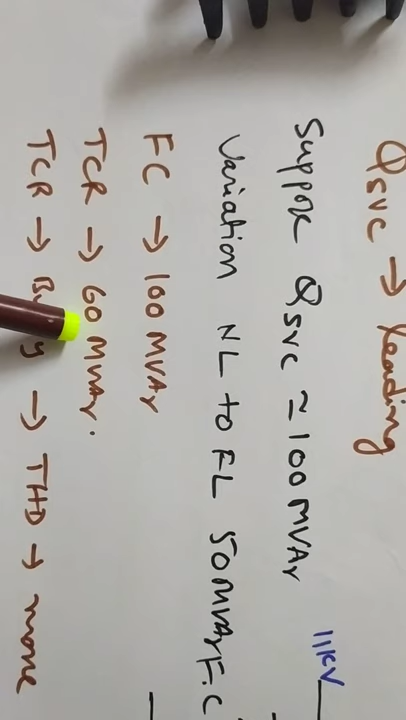 Qsvc → leading
Suppose Qsvc ≈ 100 MVAr
Variation NL to FL 50 MVAr F.C
FC → 100 MVAr
TCR → 60 MVAr.
TCR → → THD → more
11KV